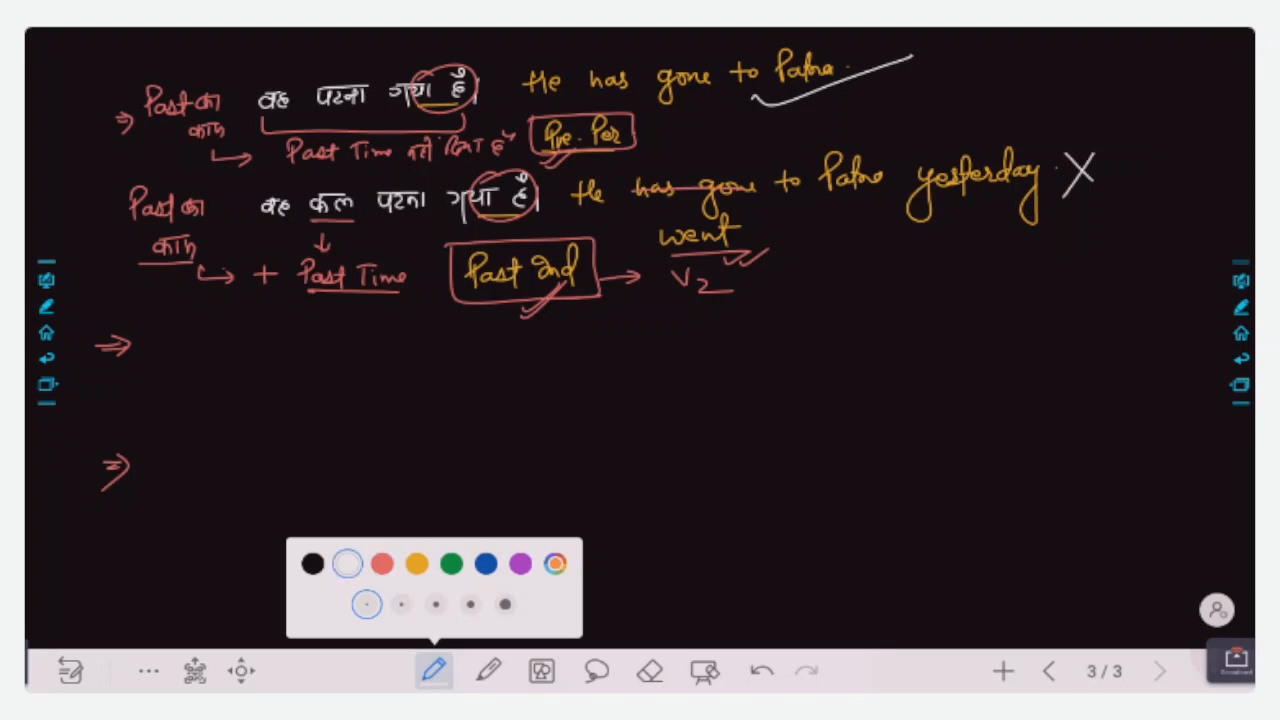 ⇒ Past का वह पटना गया है। He has gone to Patna.
काम → Past Time नहीं दिया है Pre. Per
Past का वह कल पटना गया है। He has gone to Patna yesterday. X
काम ↓ went
→ + Past Time Past Ind → V2
⇒
⇒
3 / 3